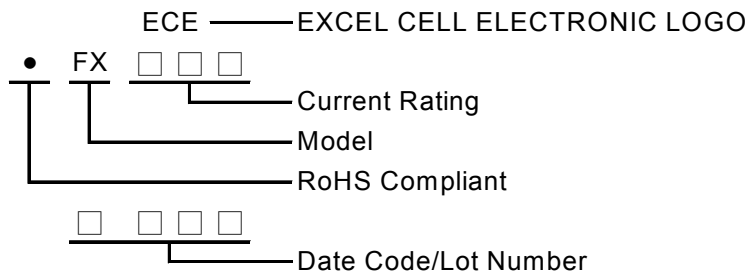 ECE EXCEL CELL ELECTRONIC LOGO
• FX □ □ □
Current Rating
Model
RoHS Compliant
□ □ □ □
Date Code/Lot Number